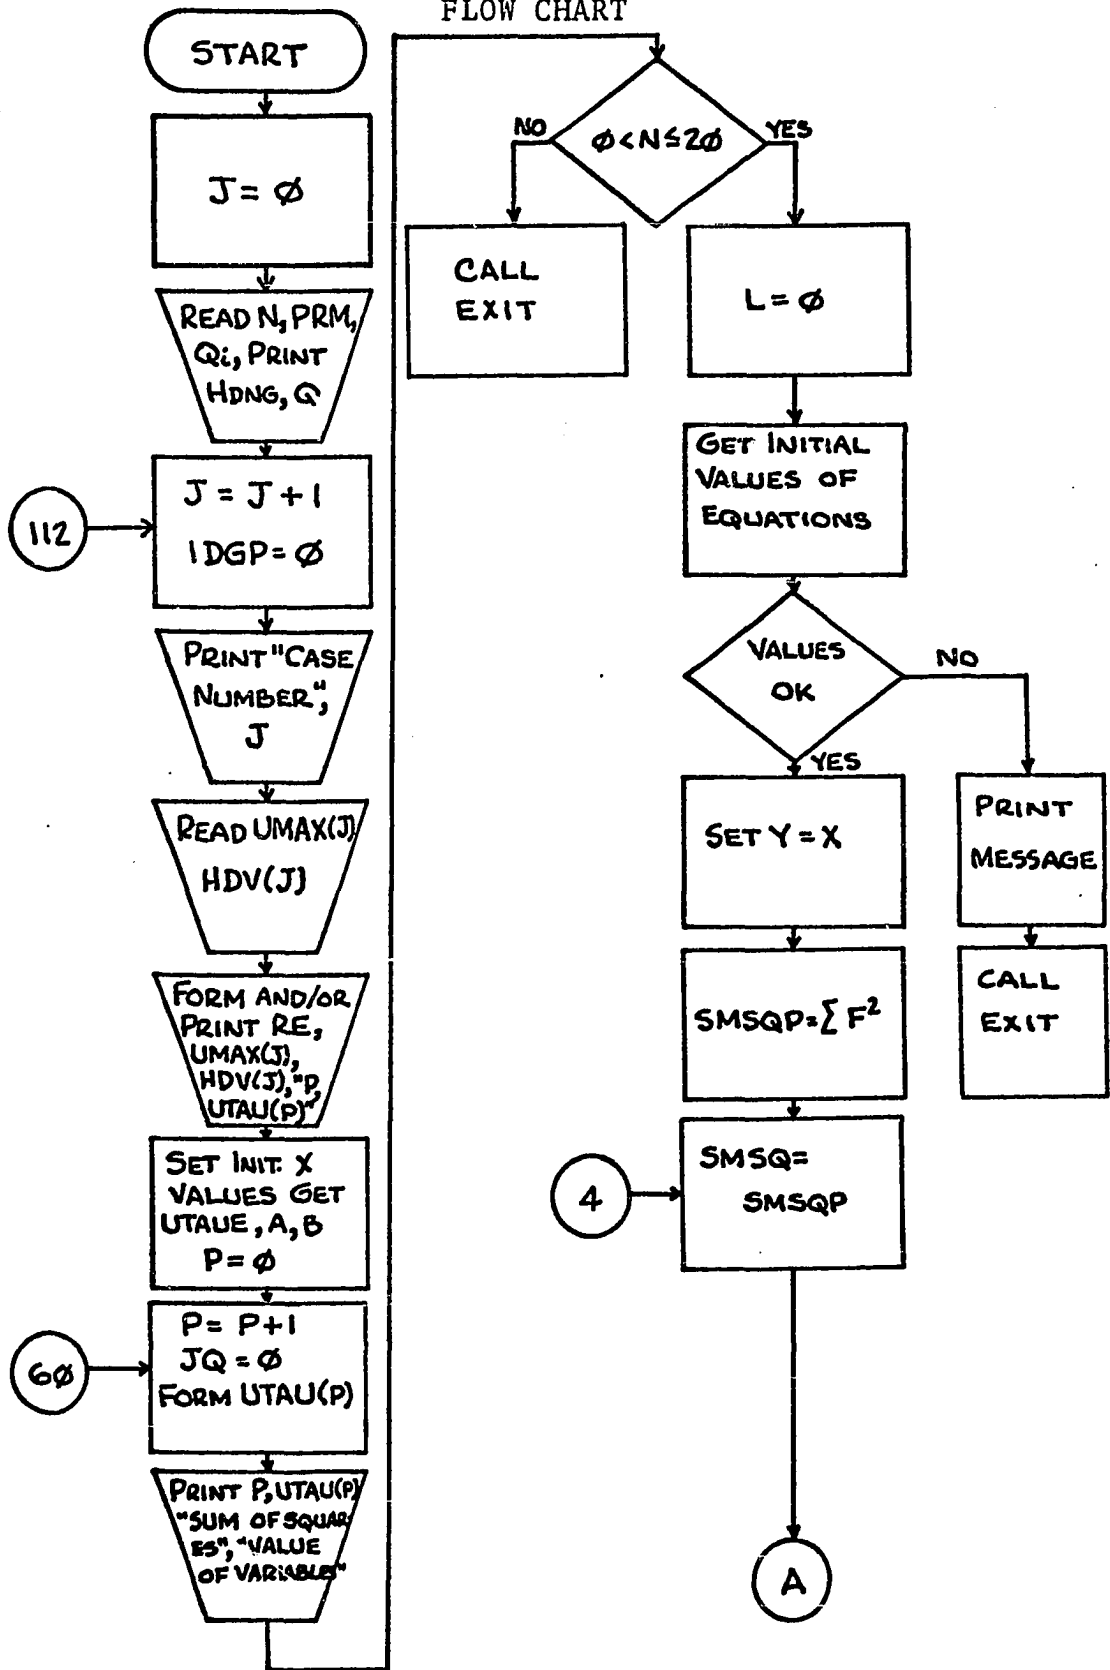 FLOW CHART
START
J = Ø
READ N, PRM,
Qi, PRINT
HDNG, Q
112
J = J + 1
IDGP = Ø
PRINT "CASE
NUMBER",
J
READ UMAX(J)
HDV(J)
FORM AND/OR
PRINT RE,
UMAX(J),
HDV(J), "P,
UTAU(P)"
SET INIT. X
VALUES GET
UTAUE, A, B
P = Ø
6Ø
P = P+1
JQ = Ø
FORM UTAU(P)
PRINT P, UTAU(P)
"SUM OF SQUAR
ES", "VALUE
OF VARIABLES"
Ø < N ≤ 2Ø
NO
YES
CALL
EXIT
L = Ø
GET INITIAL
VALUES OF
EQUATIONS
VALUES
OK
NO
YES
PRINT
MESSAGE
CALL
EXIT
SET Y = X
SMSQP = Σ F²
4
SMSQ =
SMSQP
A